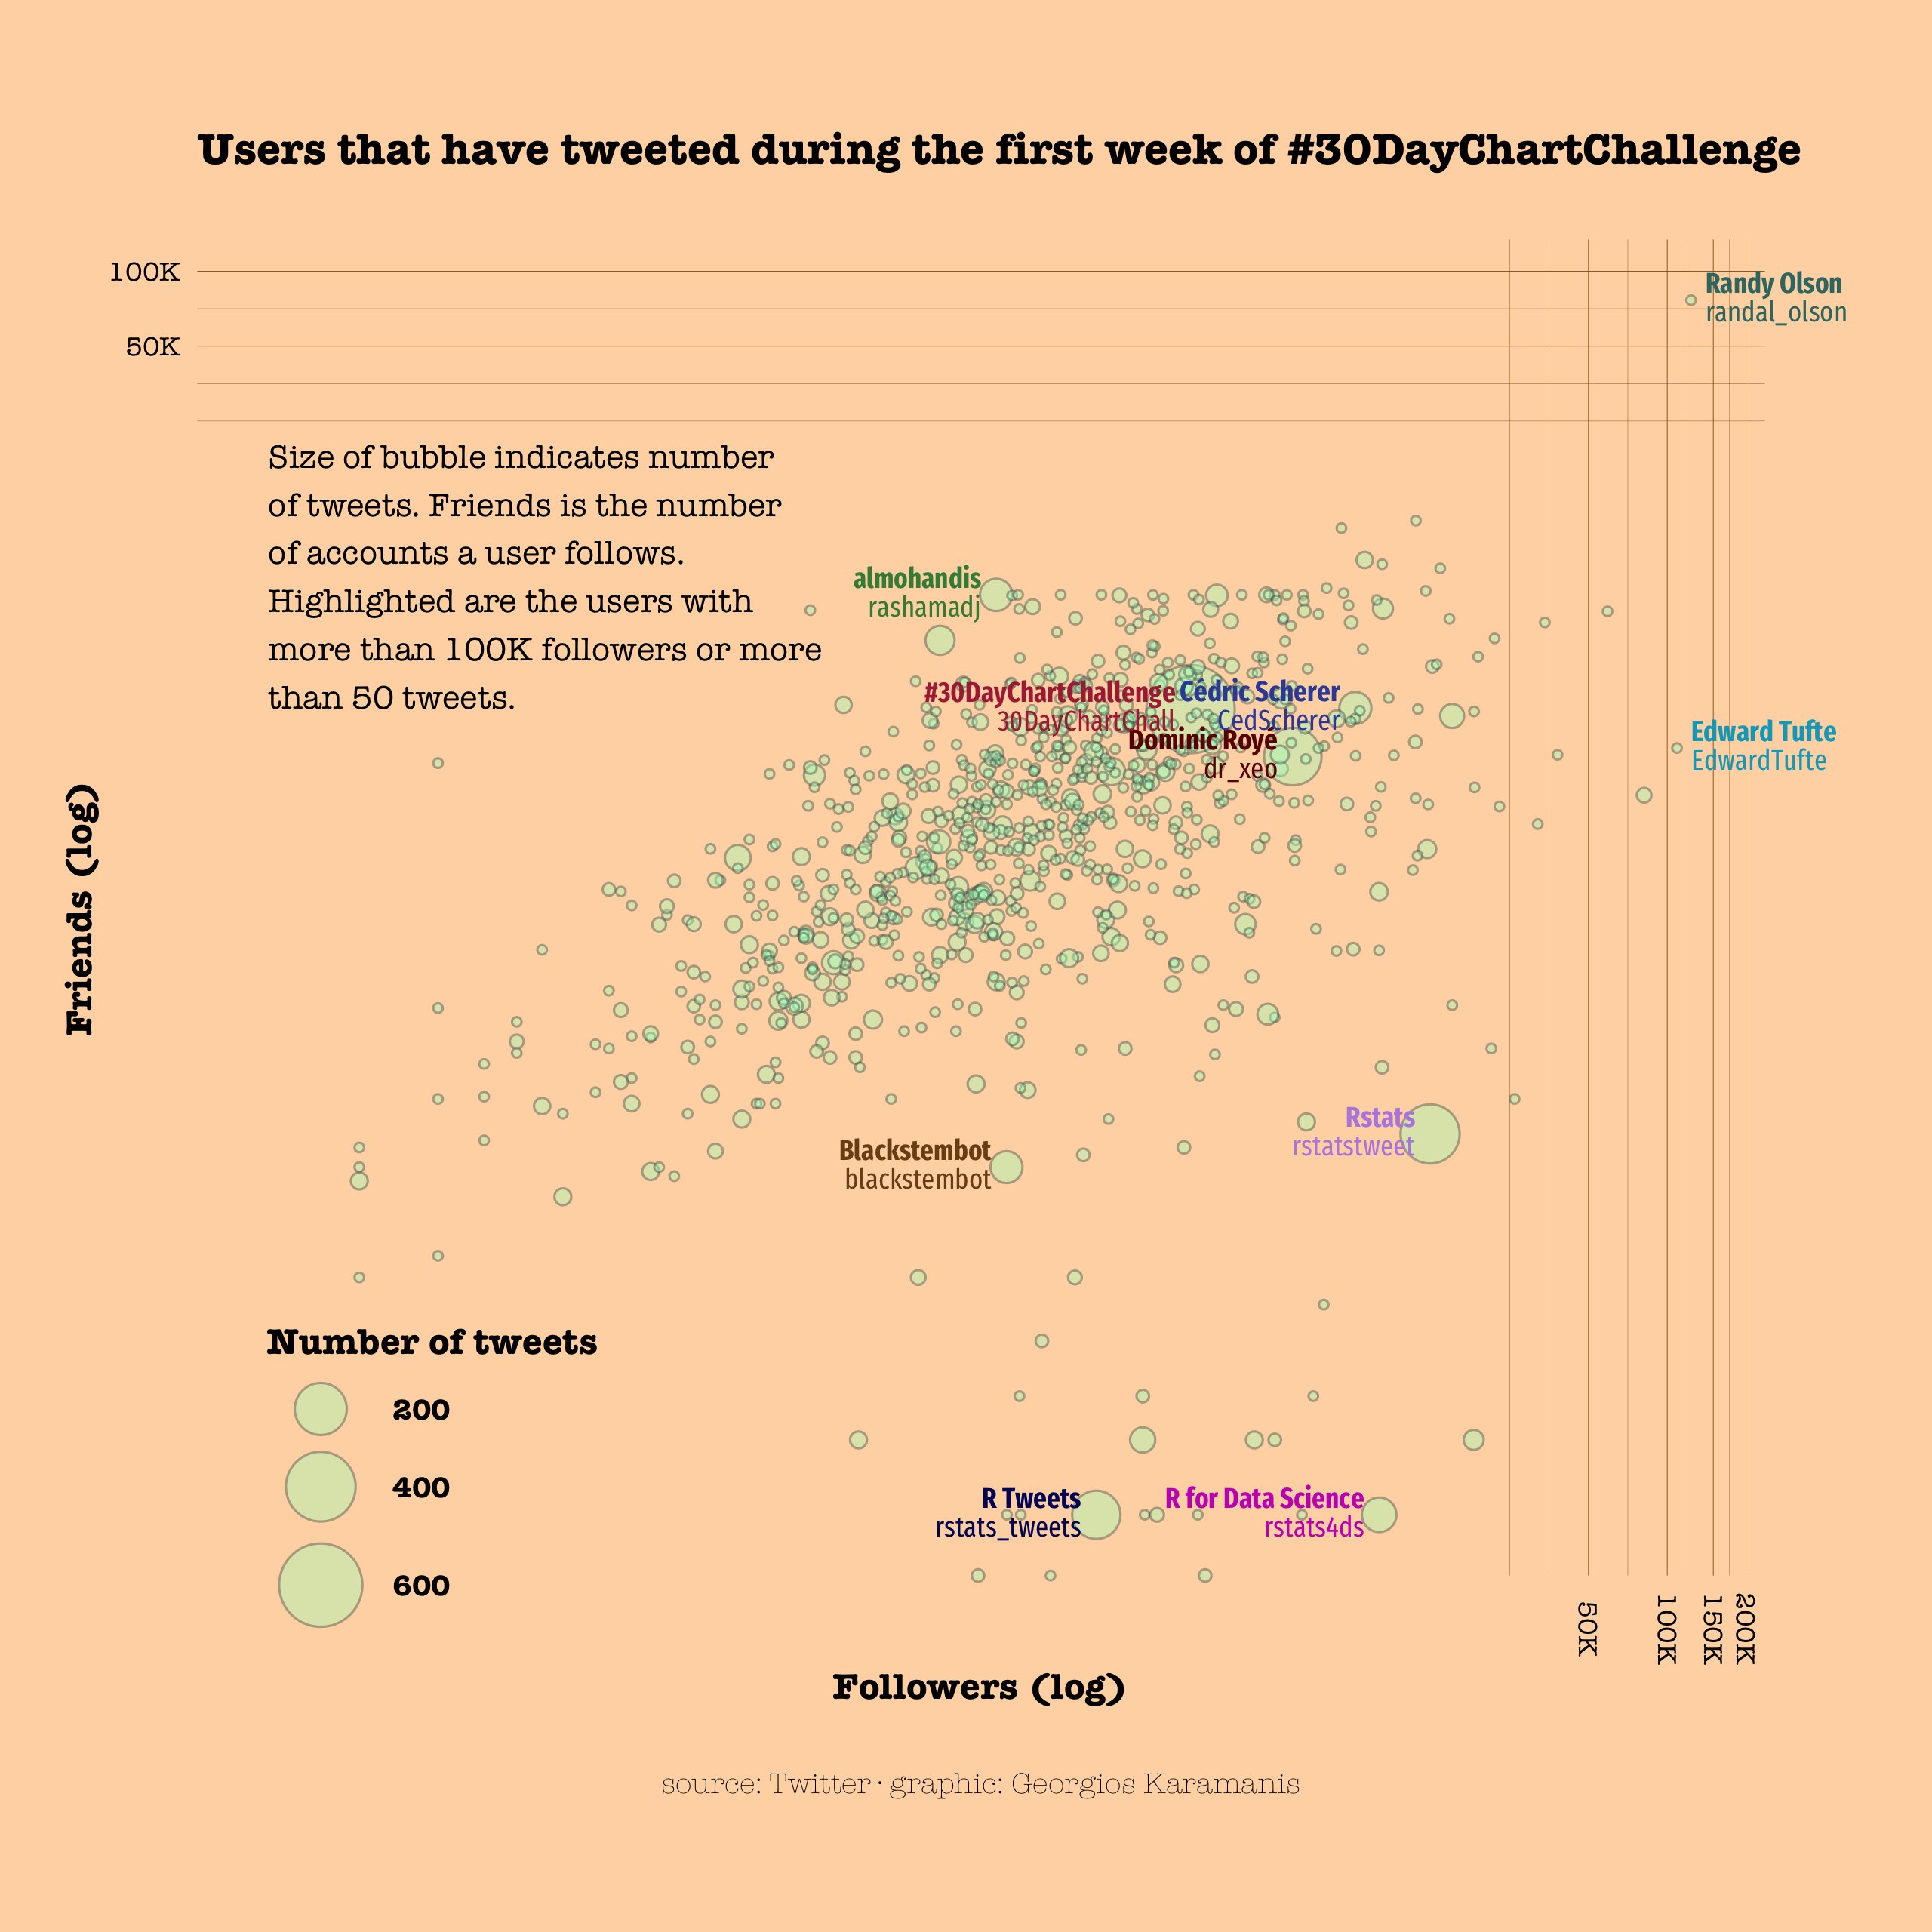 Users that have tweeted during the first week of #30DayChartChallenge
100K
50K
Friends (log)
Randy Olson
randal_olson
Size of bubble indicates number
of tweets. Friends is the number
of accounts a user follows.
Highlighted are the users with
more than 100K followers or more
than 50 tweets.
almohandis
rashamadj
#30DayChartChallenge
30DayChartChall
Cédric Scherer
CedScherer
Dominic Royé
dr_xeo
Edward Tufte
EdwardTufte
Rstats
rstatstweet
Blackstembot
blackstembot
Number of tweets
200
400
600
R Tweets
rstats_tweets
R for Data Science
rstats4ds
50K
100K
150K
200K
Followers (log)
source: Twitter · graphic: Georgios Karamanis